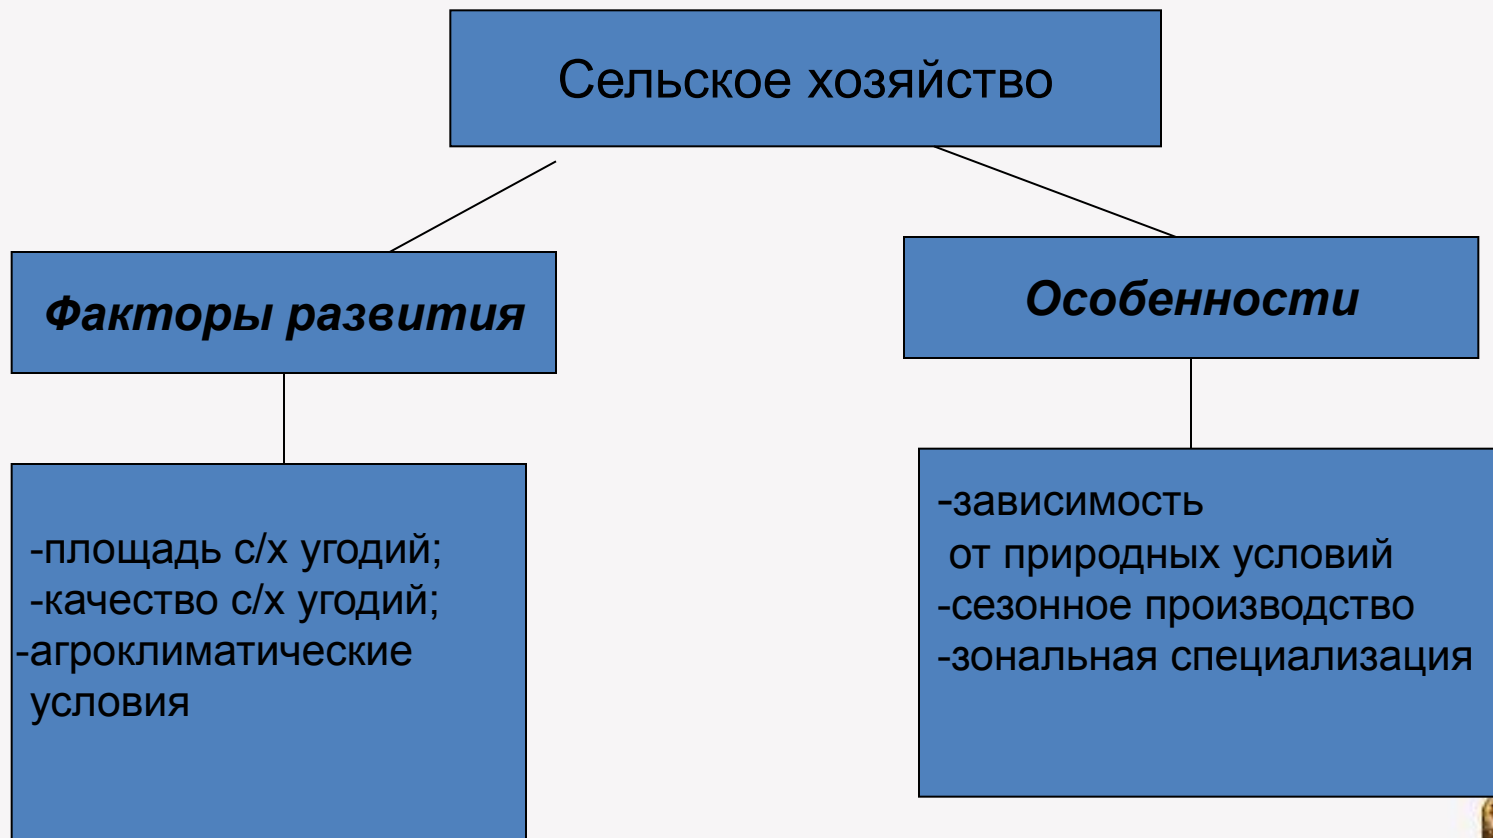 Сельское хозяйство
Факторы развития
Особенности
-площадь с/х угодий;
-качество с/х угодий;
-агроклиматические
условия
-зависимость
от природных условий
-сезонное производство
-зональная специализация